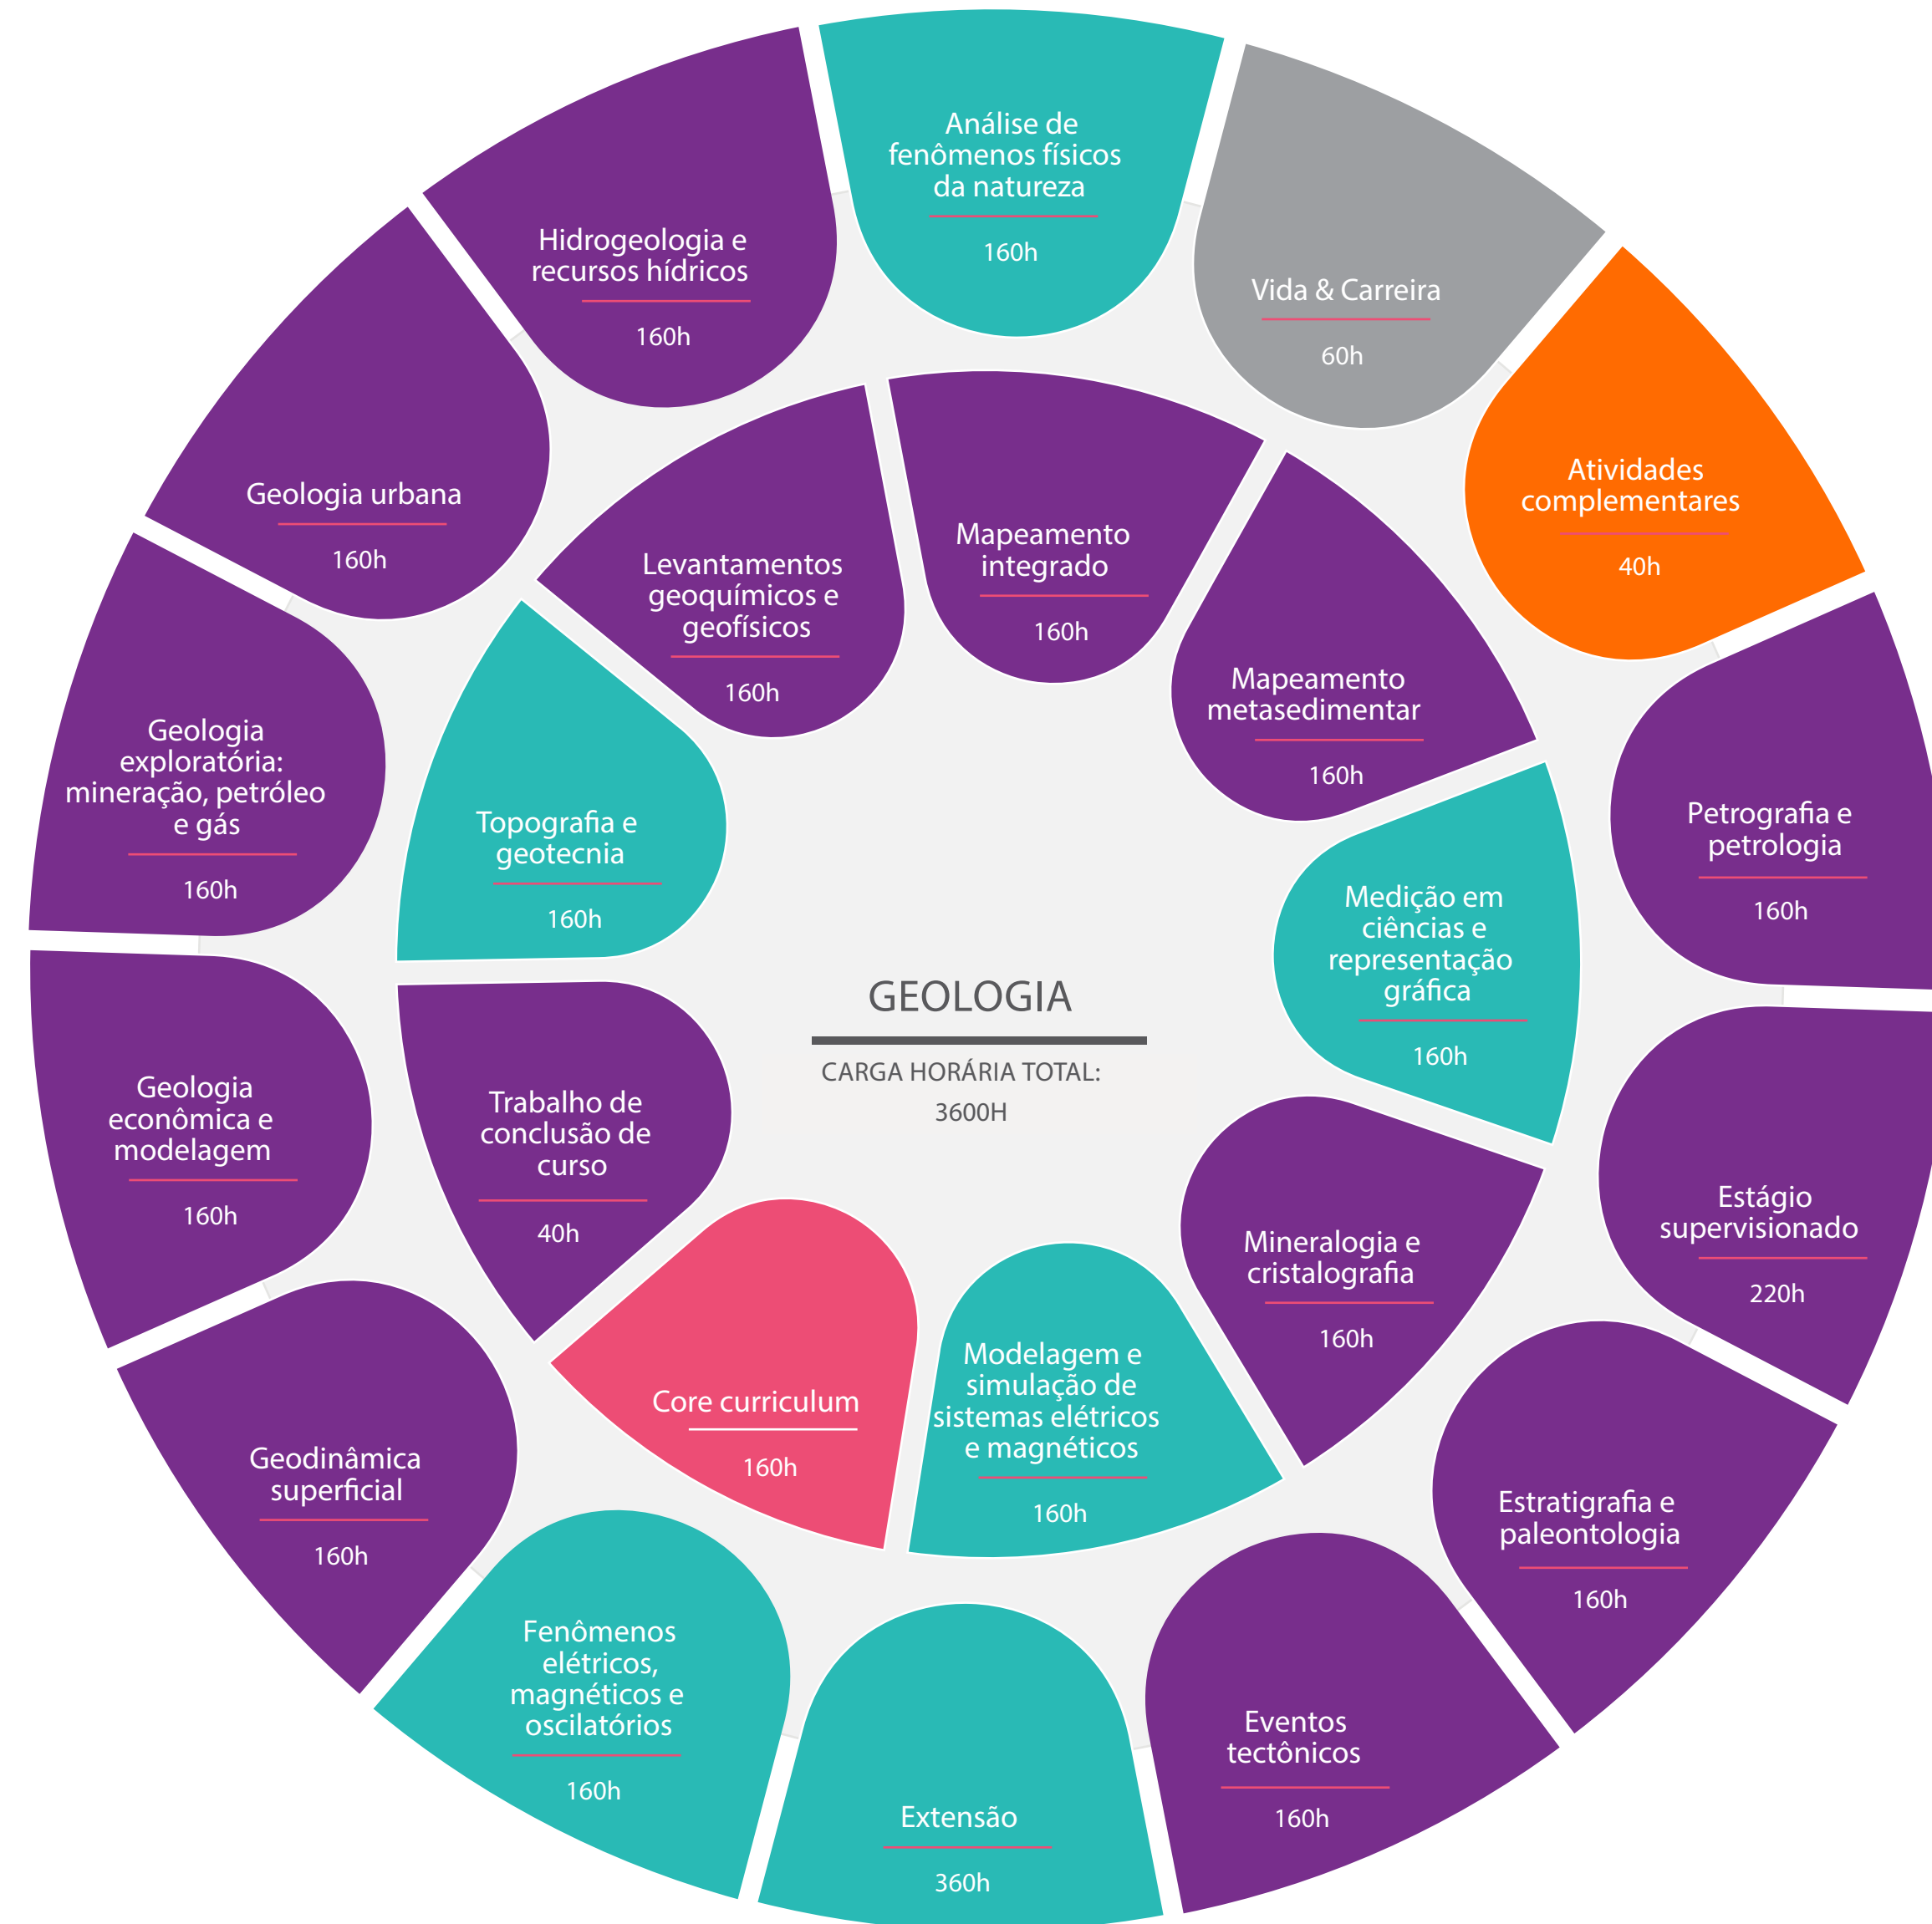 Análise de
fenômenos físicos
da natureza
160h
Vida & Carreira
60h
Atividades
complementares
40h
Petrografia e
petrologia
160h
Estágio
supervisionado
220h
Estratigrafia e
paleontologia
160h
Eventos
tectônicos
160h
Extensão
360h
Fenômenos
elétricos,
magnéticos e
oscilatórios
160h
Geodinâmica
superficial
160h
Geologia
econômica e
modelagem
160h
Geologia
exploratória:
mineração, petróleo
e gás
160h
Geologia urbana
160h
Hidrogeologia e
recursos hídricos
160h
Mapeamento
integrado
160h
Mapeamento
metasedimentar
160h
Medição em
ciências e
representação
gráfica
160h
Mineralogia e
cristalografia
160h
Modelagem e
simulação de
sistemas elétricos
e magnéticos
160h
Core curriculum
160h
Trabalho de
conclusão de
curso
40h
Topografia e
geotecnia
160h
Levantamentos
geoquímicos e
geofísicos
160h
GEOLOGIA
CARGA HORÁRIA TOTAL:
3600H